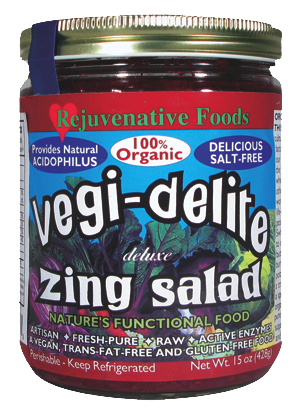 Rejuvenative Foods
Provides Natural
ACIDOPHILUS
100%
Organic
DELICIOUS
SALT-FREE
vegi-delite
deluxe
zing salad
NATURE'S FUNCTIONAL FOOD
ARTISAN ✦ FRESH-PURE ✦ RAW ✦ ACTIVE ENZYMES
A VEGAN, TRANS-FAT-FREE AND GLUTEN-FREE FOOD
Perishable - Keep Refrigerated
Net Wt. 15 oz (428g)